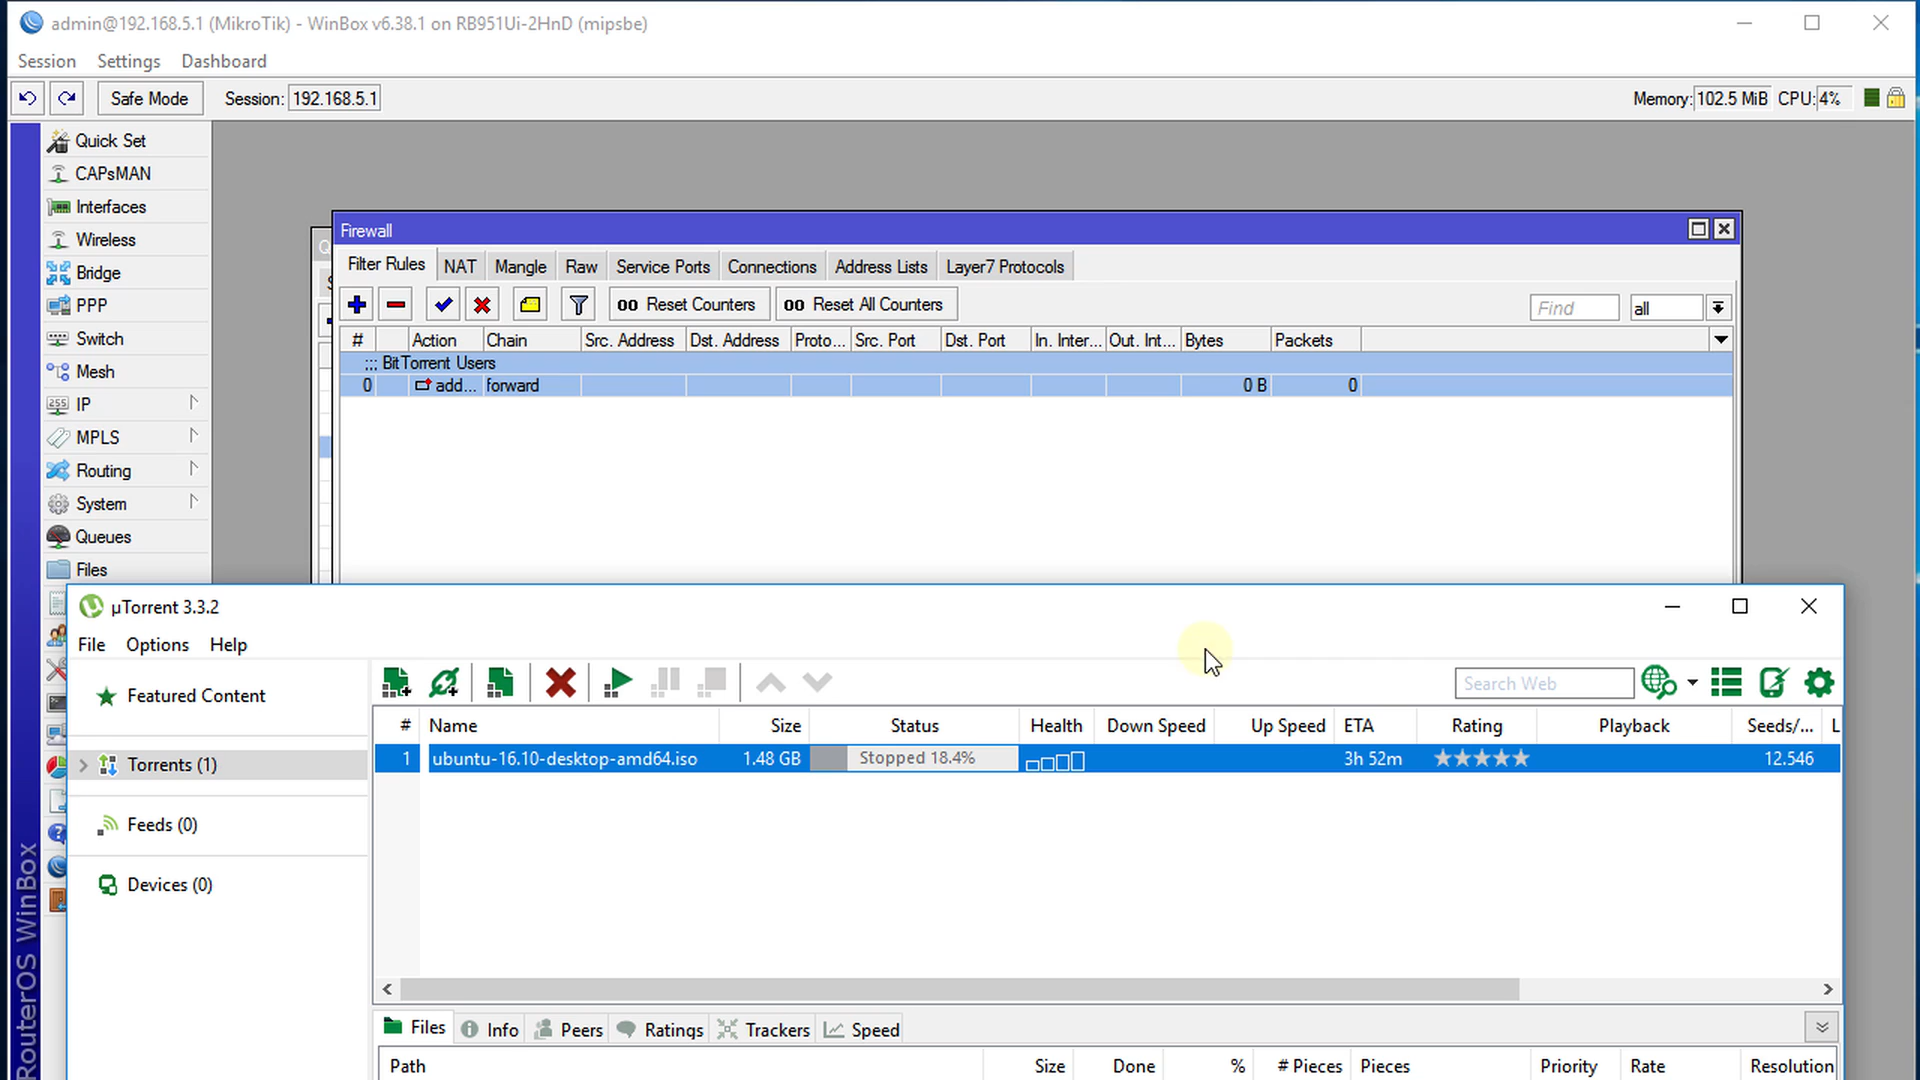 admin@192.168.5.1 (MikroTik) - WinBox v6.38.1 on RB951Ui-2HnD (mipsbe)
Session Settings Dashboard
Safe Mode Session: 192.168.5.1 Memory: 102.5 MiB CPU: 4%
Quick Set
CAPsMAN
Interfaces
Wireless
Bridge
PPP
Switch
Mesh
IP
MPLS
Routing
System
Queues
Files
RouterOS WinBox
Firewall
Filter Rules NAT Mangle Raw Service Ports Connections Address Lists Layer7 Protocols
00 Reset Counters 00 Reset All Counters Find all
# Action Chain Src. Address Dst. Address Proto... Src. Port Dst. Port In. Inter... Out. Int... Bytes Packets
;;; BitTorrent Users
0 add... forward 0 B 0
µTorrent 3.3.2
File Options Help
Featured Content
Torrents (1)
Feeds (0)
Devices (0)
Search Web
# Name Size Status Health Down Speed Up Speed ETA Rating Playback Seeds/...
1 ubuntu-16.10-desktop-amd64.iso 1.48 GB Stopped 18.4% 3h 52m 12.546
Files Info Peers Ratings Trackers Speed
Path Size Done % # Pieces Pieces Priority Rate Resolution